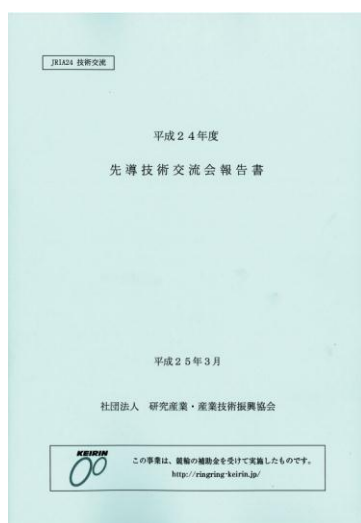 JRIA24 技術交流
平成24年度
先導技術交流会報告書
平成25年3月
社団法人 研究産業・産業技術振興協会
KEIRIN
この事業は、競輪の補助金を受けて実施したものです。
http://ringring-keirin.jp/